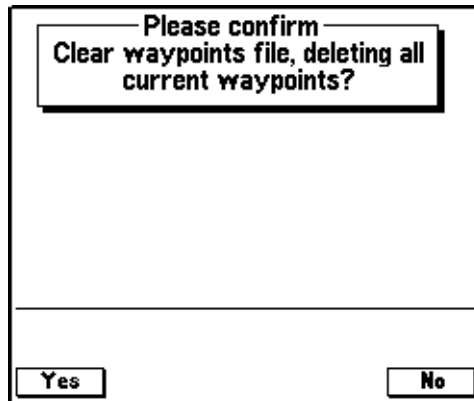 Please confirm
Clear waypoints file, deleting all
current waypoints?
Yes
No